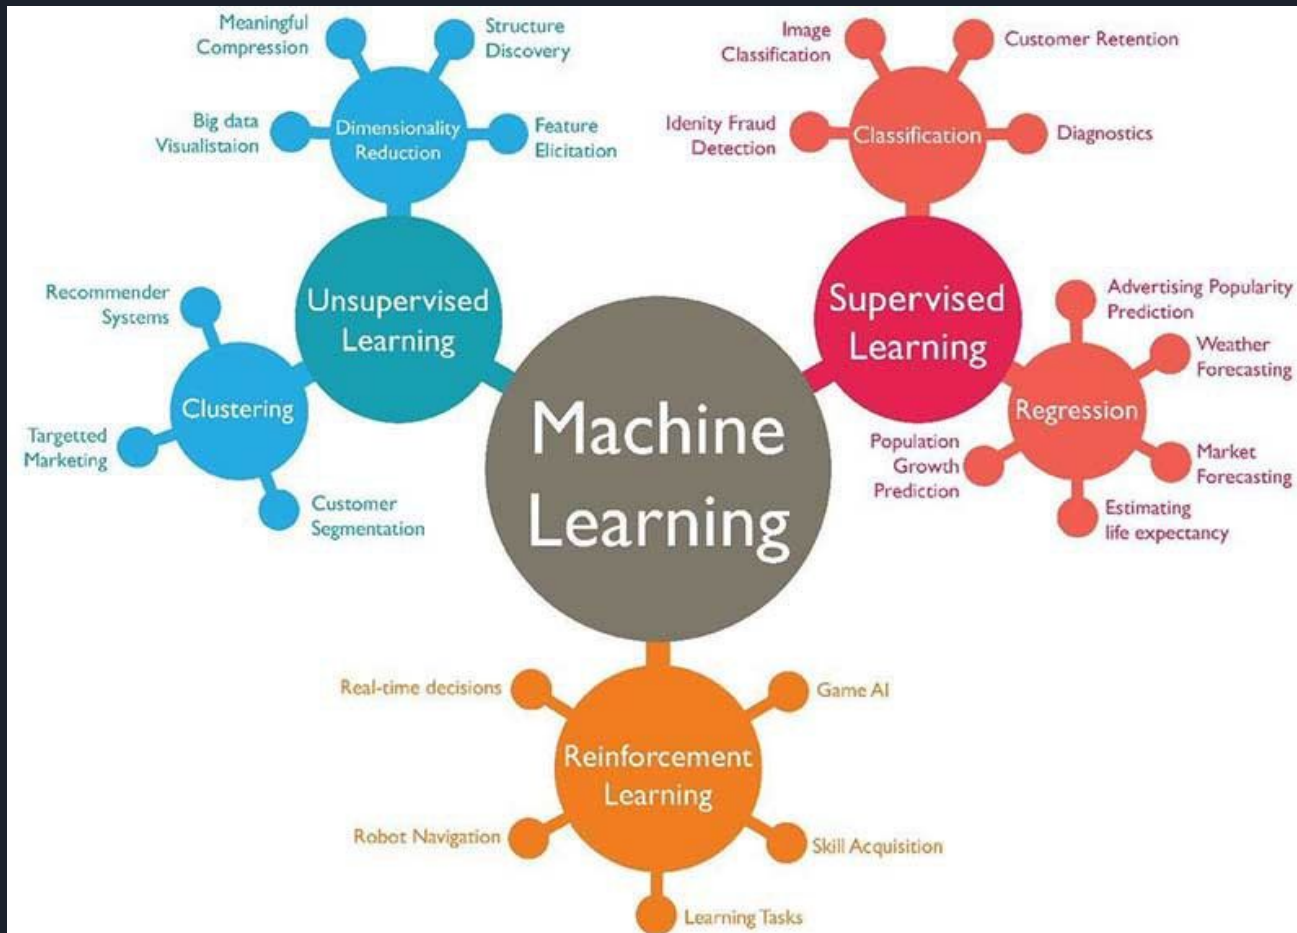 Meaningful
Compression
Structure
Discovery
Big data
Visualistaion
Dimensionality
Reduction
Feature
Elicitation
Image
Classification
Customer Retention
Idenity Fraud
Detection
Classification
Diagnostics
Unsupervised
Learning
Recommender
Systems
Clustering
Targetted
Marketing
Customer
Segmentation
Supervised
Learning
Advertising Popularity
Prediction
Weather
Forecasting
Regression
Population
Growth
Prediction
Market
Forecasting
Estimating
life expectancy
Machine
Learning
Real-time decisions
Game AI
Reinforcement
Learning
Robot Navigation
Skill Acquisition
Learning Tasks